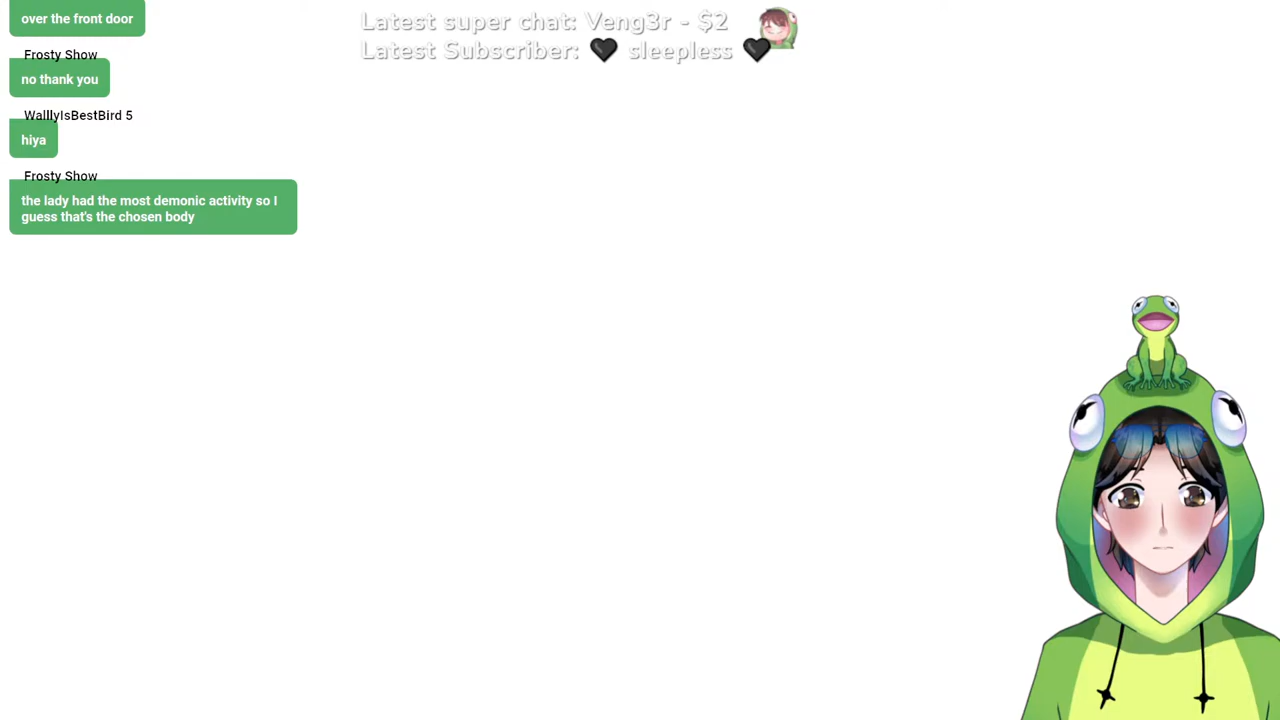 over the front door
Frosty Show
no thank you
WalllyIsBestBird 5
hiya
Frosty Show
the lady had the most demonic activity so I
guess that's the chosen body
Latest super chat: Veng3r - $2
Latest Subscriber: 🖤 sleepless 🖤